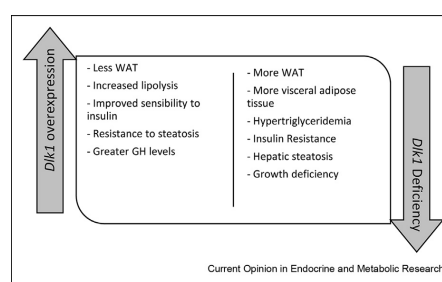 Dlk1 overexpression
- Less WAT
- Increased lipolysis
- Improved sensibility to
insulin
- Resistance to steatosis
- Greater GH levels
- More WAT
- More visceral adipose
tissue
- Hypertriglyceridemia
- Insulin Resistance
- Hepatic steatosis
- Growth deficiency
Dlk1 Deficiency
Current Opinion in Endocrine and Metabolic Research